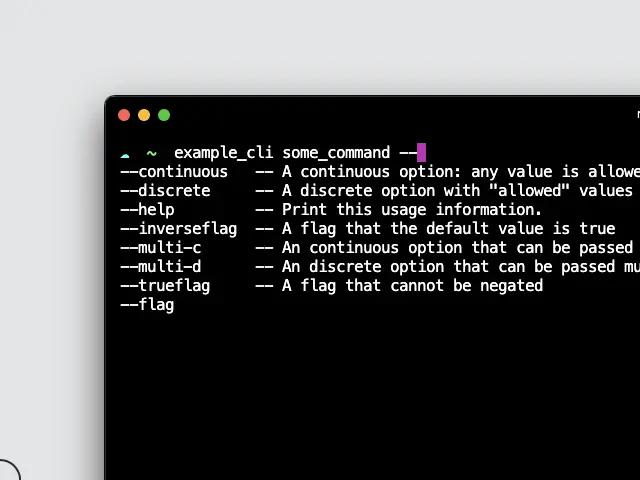 ~ example_cli some_command --
--continuous -- A continuous option: any value is allowe
--discrete -- A discrete option with "allowed" values
--help -- Print this usage information.
--inverseflag -- A flag that the default value is true
--multi-c -- An continuous option that can be passed
--multi-d -- An discrete option that can be passed mu
--trueflag -- A flag that cannot be negated
--flag